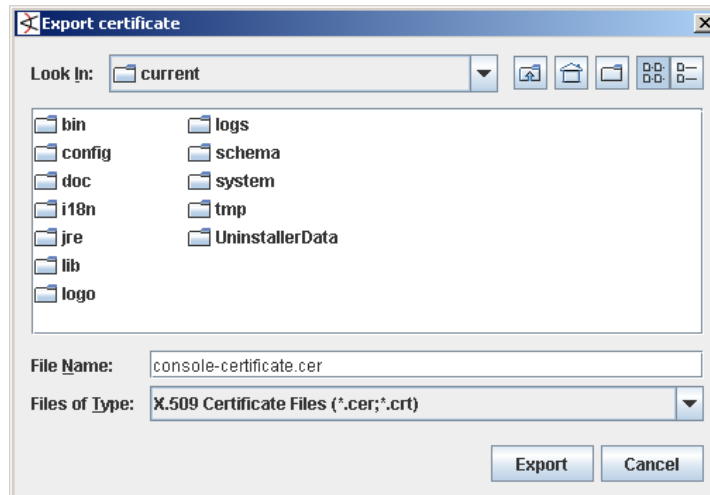 Export certificate
Look In: current
bin logs
config schema
doc system
i18n tmp
jre UninstallerData
lib
logo
File Name: console-certificate.cer
Files of Type: X.509 Certificate Files (*.cer;*.crt)
Export Cancel